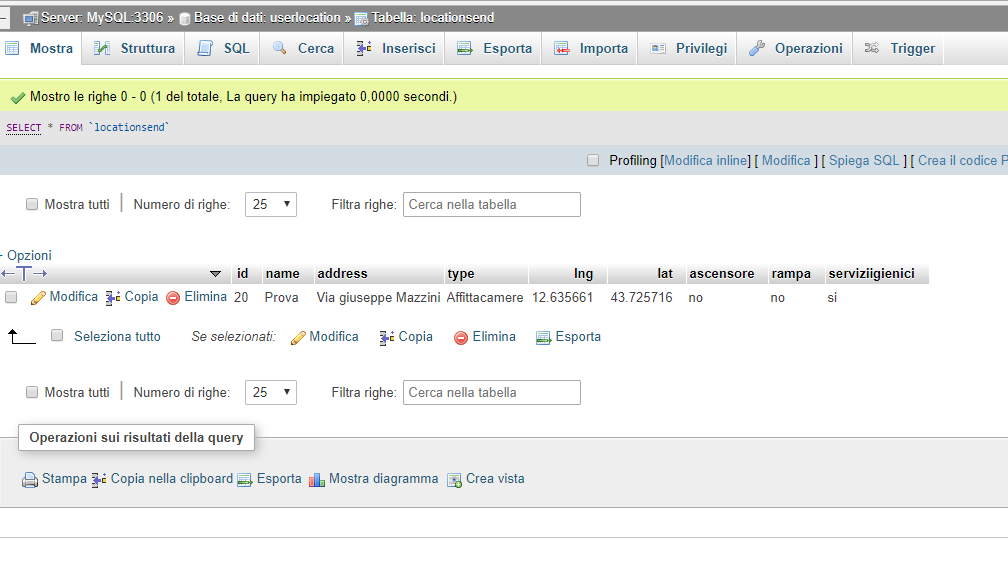 Server: MySQL:3306 » Base di dati: userlocation » Tabella: locationsend
Mostra Struttura SQL Cerca Inserisci Esporta Importa Privilegi Operazioni Trigger
Mostro le righe 0 - 0 (1 del totale, La query ha impiegato 0,0000 secondi.)
SELECT * FROM `locationsend`
Profiling [Modifica inline] [ Modifica ] [ Spiega SQL ] [ Crea il codice P
Mostra tutti Numero di righe: 25 Filtra righe: Cerca nella tabella
+ Opzioni
←T→ id name address type lng lat ascensore rampa serviziigienici
Modifica Copia Elimina 20 Prova Via giuseppe Mazzini Affittacamere 12.635661 43.725716 no no si
Seleziona tutto Se selezionati: Modifica Copia Elimina Esporta
Mostra tutti Numero di righe: 25 Filtra righe: Cerca nella tabella
Operazioni sui risultati della query
Stampa Copia nella clipboard Esporta Mostra diagramma Crea vista